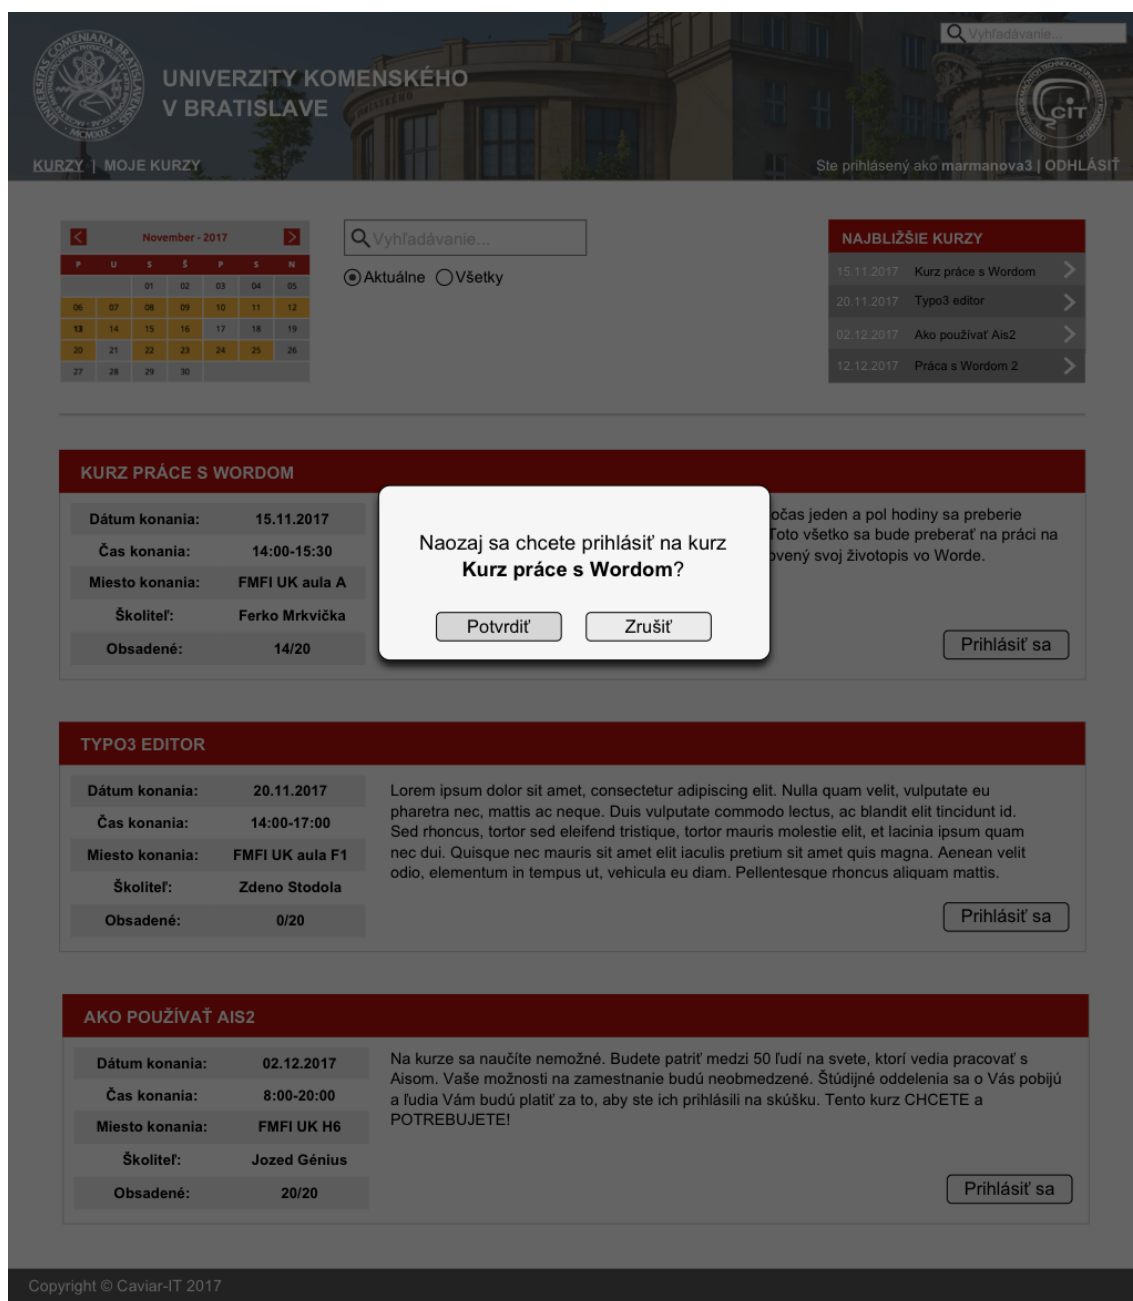 Vyhľadávanie...
UNIVERZITY KOMENSKÉHO
V BRATISLAVE
CIT
KURZY | MOJE KURZY
Ste prihlásený ako marmanova3 | ODHLÁSIŤ
November - 2017
P U S Š P S N
01 02 03 04 05
06 07 08 09 10 11 12
13 14 15 16 17 18 19
20 21 22 23 24 25 26
27 28 29 30
Vyhľadávanie...
Aktuálne Všetky
NAJBLIŽŠIE KURZY
15.11.2017 Kurz práce s Wordom
20.11.2017 Typo3 editor
02.12.2017 Ako používať Ais2
12.12.2017 Práca s Wordom 2
KURZ PRÁCE S WORDOM
Dátum konania: 15.11.2017
Čas konania: 14:00-15:30
Miesto konania: FMFI UK aula A
Školiteľ: Ferko Mrkvička
Obsadené: 14/20
očas jeden a pol hodiny sa preberie
Toto všetko sa bude preberať na práci na
ovený svoj životopis vo Worde.
Prihlásiť sa
Naozaj sa chcete prihlásiť na kurz
Kurz práce s Wordom?
Potvrdiť Zrušiť
TYPO3 EDITOR
Dátum konania: 20.11.2017
Čas konania: 14:00-17:00
Miesto konania: FMFI UK aula F1
Školiteľ: Zdeno Stodola
Obsadené: 0/20
Lorem ipsum dolor sit amet, consectetur adipiscing elit. Nulla quam velit, vulputate eu
pharetra nec, mattis ac neque. Duis vulputate commodo lectus, ac blandit elit tincidunt id.
Sed rhoncus, tortor sed eleifend tristique, tortor mauris molestie elit, et lacinia ipsum quam
nec dui. Quisque nec mauris sit amet elit iaculis pretium sit amet quis magna. Aenean velit
odio, elementum in tempus ut, vehicula eu diam. Pellentesque rhoncus aliquam mattis.
Prihlásiť sa
AKO POUŽÍVAŤ AIS2
Dátum konania: 02.12.2017
Čas konania: 8:00-20:00
Miesto konania: FMFI UK H6
Školiteľ: Jozed Génius
Obsadené: 20/20
Na kurze sa naučíte nemožné. Budete patriť medzi 50 ľudí na svete, ktorí vedia pracovať s
Aisom. Vaše možnosti na zamestnanie budú neobmedzené. Štúdijné oddelenia sa o Vás pobijú
a ľudia Vám budú platiť za to, aby ste ich prihlásili na skúšku. Tento kurz CHCETE a
POTREBUJETE!
Prihlásiť sa
Copyright © Caviar-IT 2017